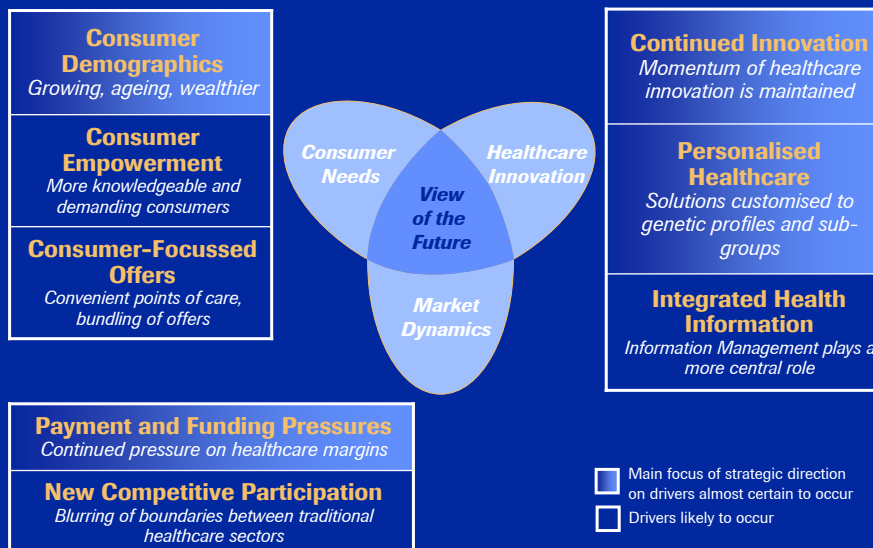 Consumer
Demographics
Growing, ageing, wealthier
Consumer
Empowerment
More knowledgeable and
demanding consumers
Consumer-Focussed
Offers
Convenient points of care,
bundling of offers
Consumer
Needs
Healthcare
Innovation
View
of the
Future
Market
Dynamics
Continued Innovation
Momentum of healthcare
innovation is maintained
Personalised
Healthcare
Solutions customised to
genetic profiles and sub-
groups
Integrated Health
Information
Information Management plays a
more central role
Payment and Funding Pressures
Continued pressure on healthcare margins
New Competitive Participation
Blurring of boundaries between traditional
healthcare sectors
Main focus of strategic direction
on drivers almost certain to occur
Drivers likely to occur